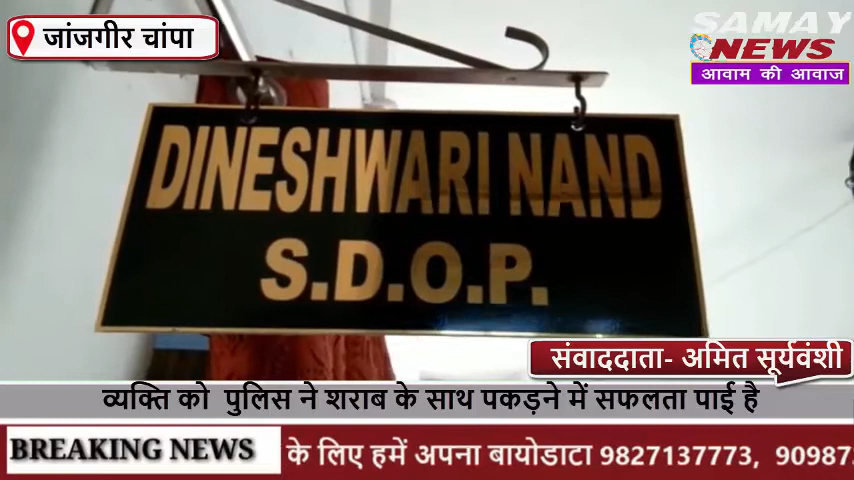 जांजगीर चांपा
SAMAY
NEWS
आवाम की आवाज
DINESHWARI NAND
S.D.O.P.
संवाददाता- अमित सूर्यवंशी
व्यक्ति को पुलिस ने शराब के साथ पकड़ने में सफलता पाई है
BREAKING NEWS के लिए हमें अपना बायोडाटा 9827137773, 90987